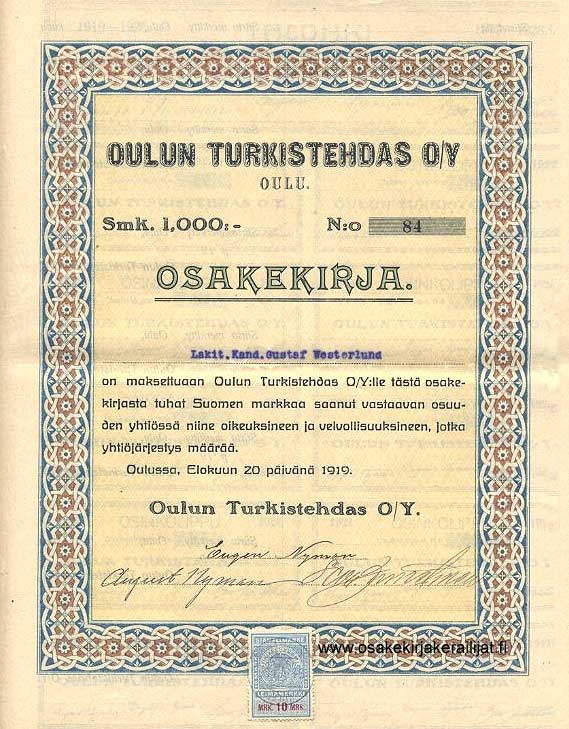 OULUN TURKISTEHDAS O/Y
OULU.
Smk. 1,000:- N:o 84
OSAKEKIRJA.
Lakit.Kand.Gustaf Westerlund
on maksettuaan Oulun Turkistehdas O/Y:lle tästä osake-
kirjasta tuhat Suomen markkaa saanut vastaavan osuu-
den yhtiössä niine oikeuksineen ja velvollisuuksineen, jotka
yhtiöjärjestys määrää.
Oulussa, Elokuun 20 päivänä 1919.
Oulun Turkistehdas O/Y.
Eugen Nyman
August Nyman
www.osakekirjakerailijat.fi
LEIMAMERKKI
MRK. 10 MRK.